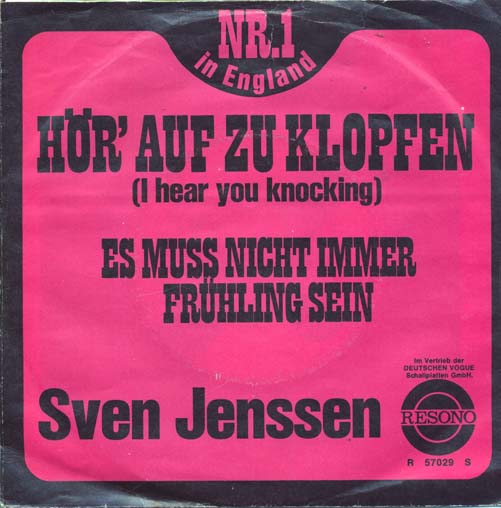 NR.1
in England
HÖR' AUF ZU KLOPFEN
(I hear you knocking)
ES MUSS NICHT IMMER
FRÜHLING SEIN
Im Vertrieb der
DEUTSCHEN VOGUE
Schallplatten GmbH.
Sven Jenssen
RESONO
R 57029 S